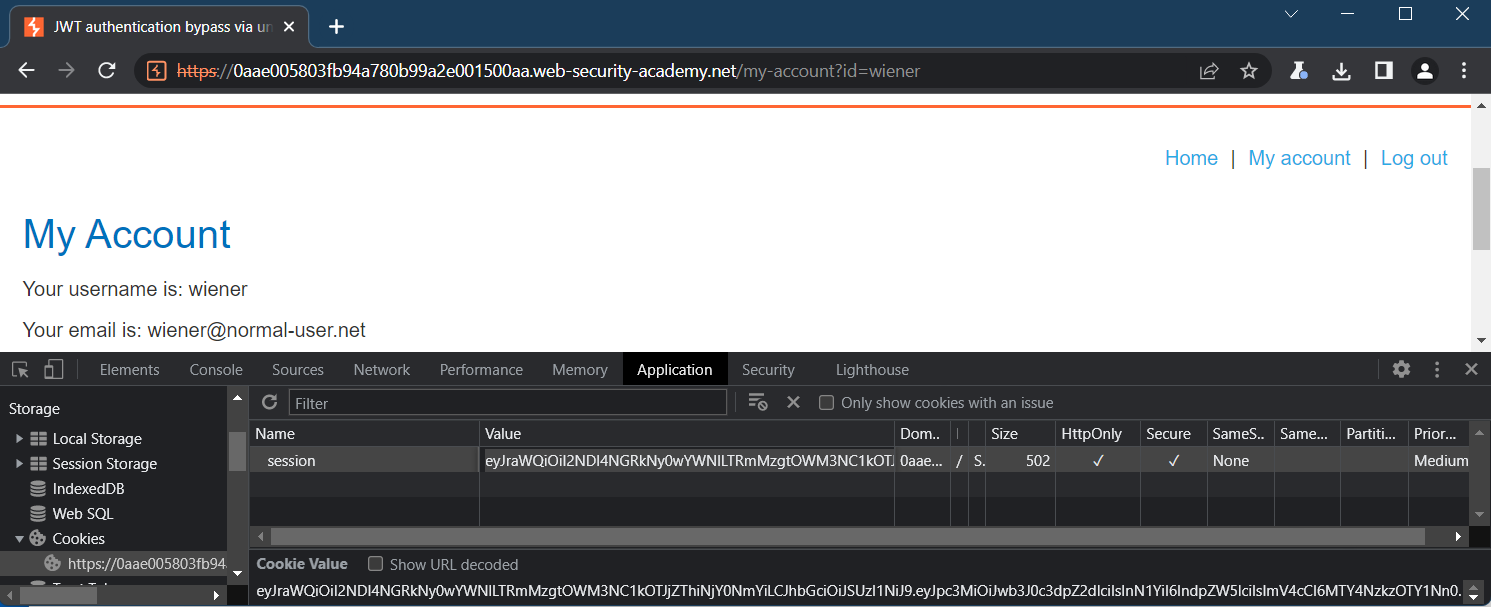 JWT authentication bypass via un
https://0aae005803fb94a780b99a2e001500aa.web-security-academy.net/my-account?id=wiener
Home | My account | Log out
My Account
Your username is: wiener
Your email is: wiener@normal-user.net
Elements Console Sources Network Performance Memory Application Security Lighthouse
Storage
Filter
Only show cookies with an issue
Local Storage
Session Storage
IndexedDB
Web SQL
Cookies
https://0aae005803fb94
Name Value Dom... Size HttpOnly Secure SameS... Same... Partiti... Prior...
session eyJraWQiOiI2NDI4NGRkNy0wYWNlLTRmMzgtOWM3NC1kOTJ 0aae... / S. 502 ✓ ✓ None Medium
Cookie Value Show URL decoded
eyJraWQiOiI2NDI4NGRkNy0wYWNlLTRmMzgtOWM3NC1kOTJjZThiNjY0NmYiLCJhbGciOiJSUzI1NiJ9.eyJpc3MiOiJwb3J0c3dpZ2dlciIsInN1YiI6IndpZW5lciIsImV4cCI6MTY4NzkzOTY1Nn0.